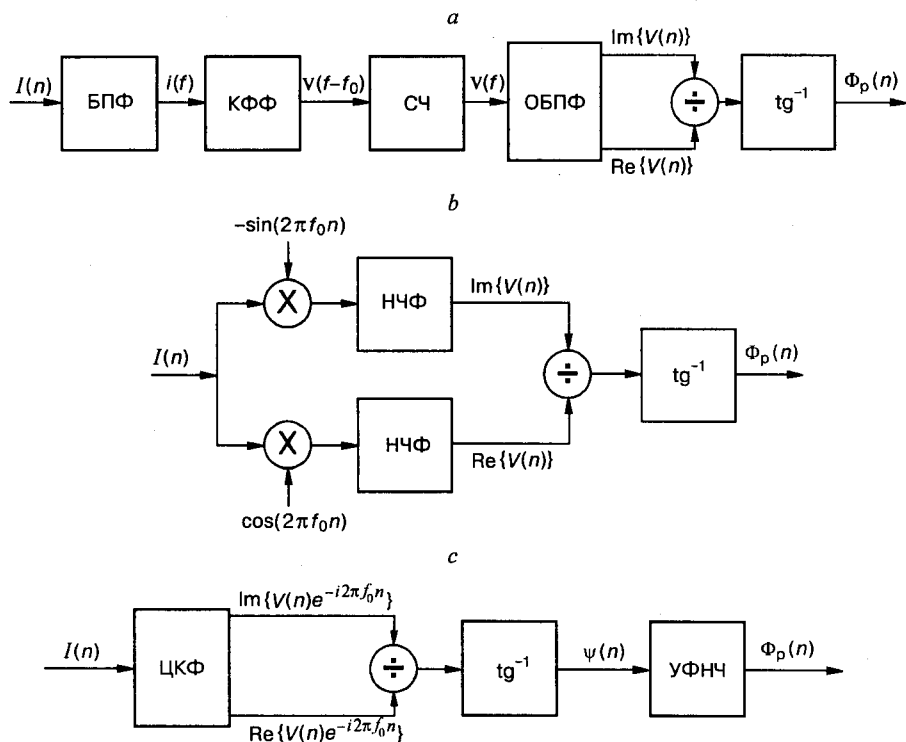 a
I(n)
БПФ
i(f)
КФФ
v(f–f₀)
СЧ
v(f)
ОБПФ
Im{V(n)}
Re{V(n)}
÷
tg⁻¹
Φp(n)
b
–sin(2πf₀n)
X
НЧФ
Im{V(n)}
I(n)
÷
tg⁻¹
Φp(n)
X
НЧФ
Re{V(n)}
cos(2πf₀n)
c
I(n)
ЦКФ
Im{V(n)e^{–i2πf₀n}}
Re{V(n)e^{–i2πf₀n}}
÷
tg⁻¹
ψ(n)
УФНЧ
Φp(n)